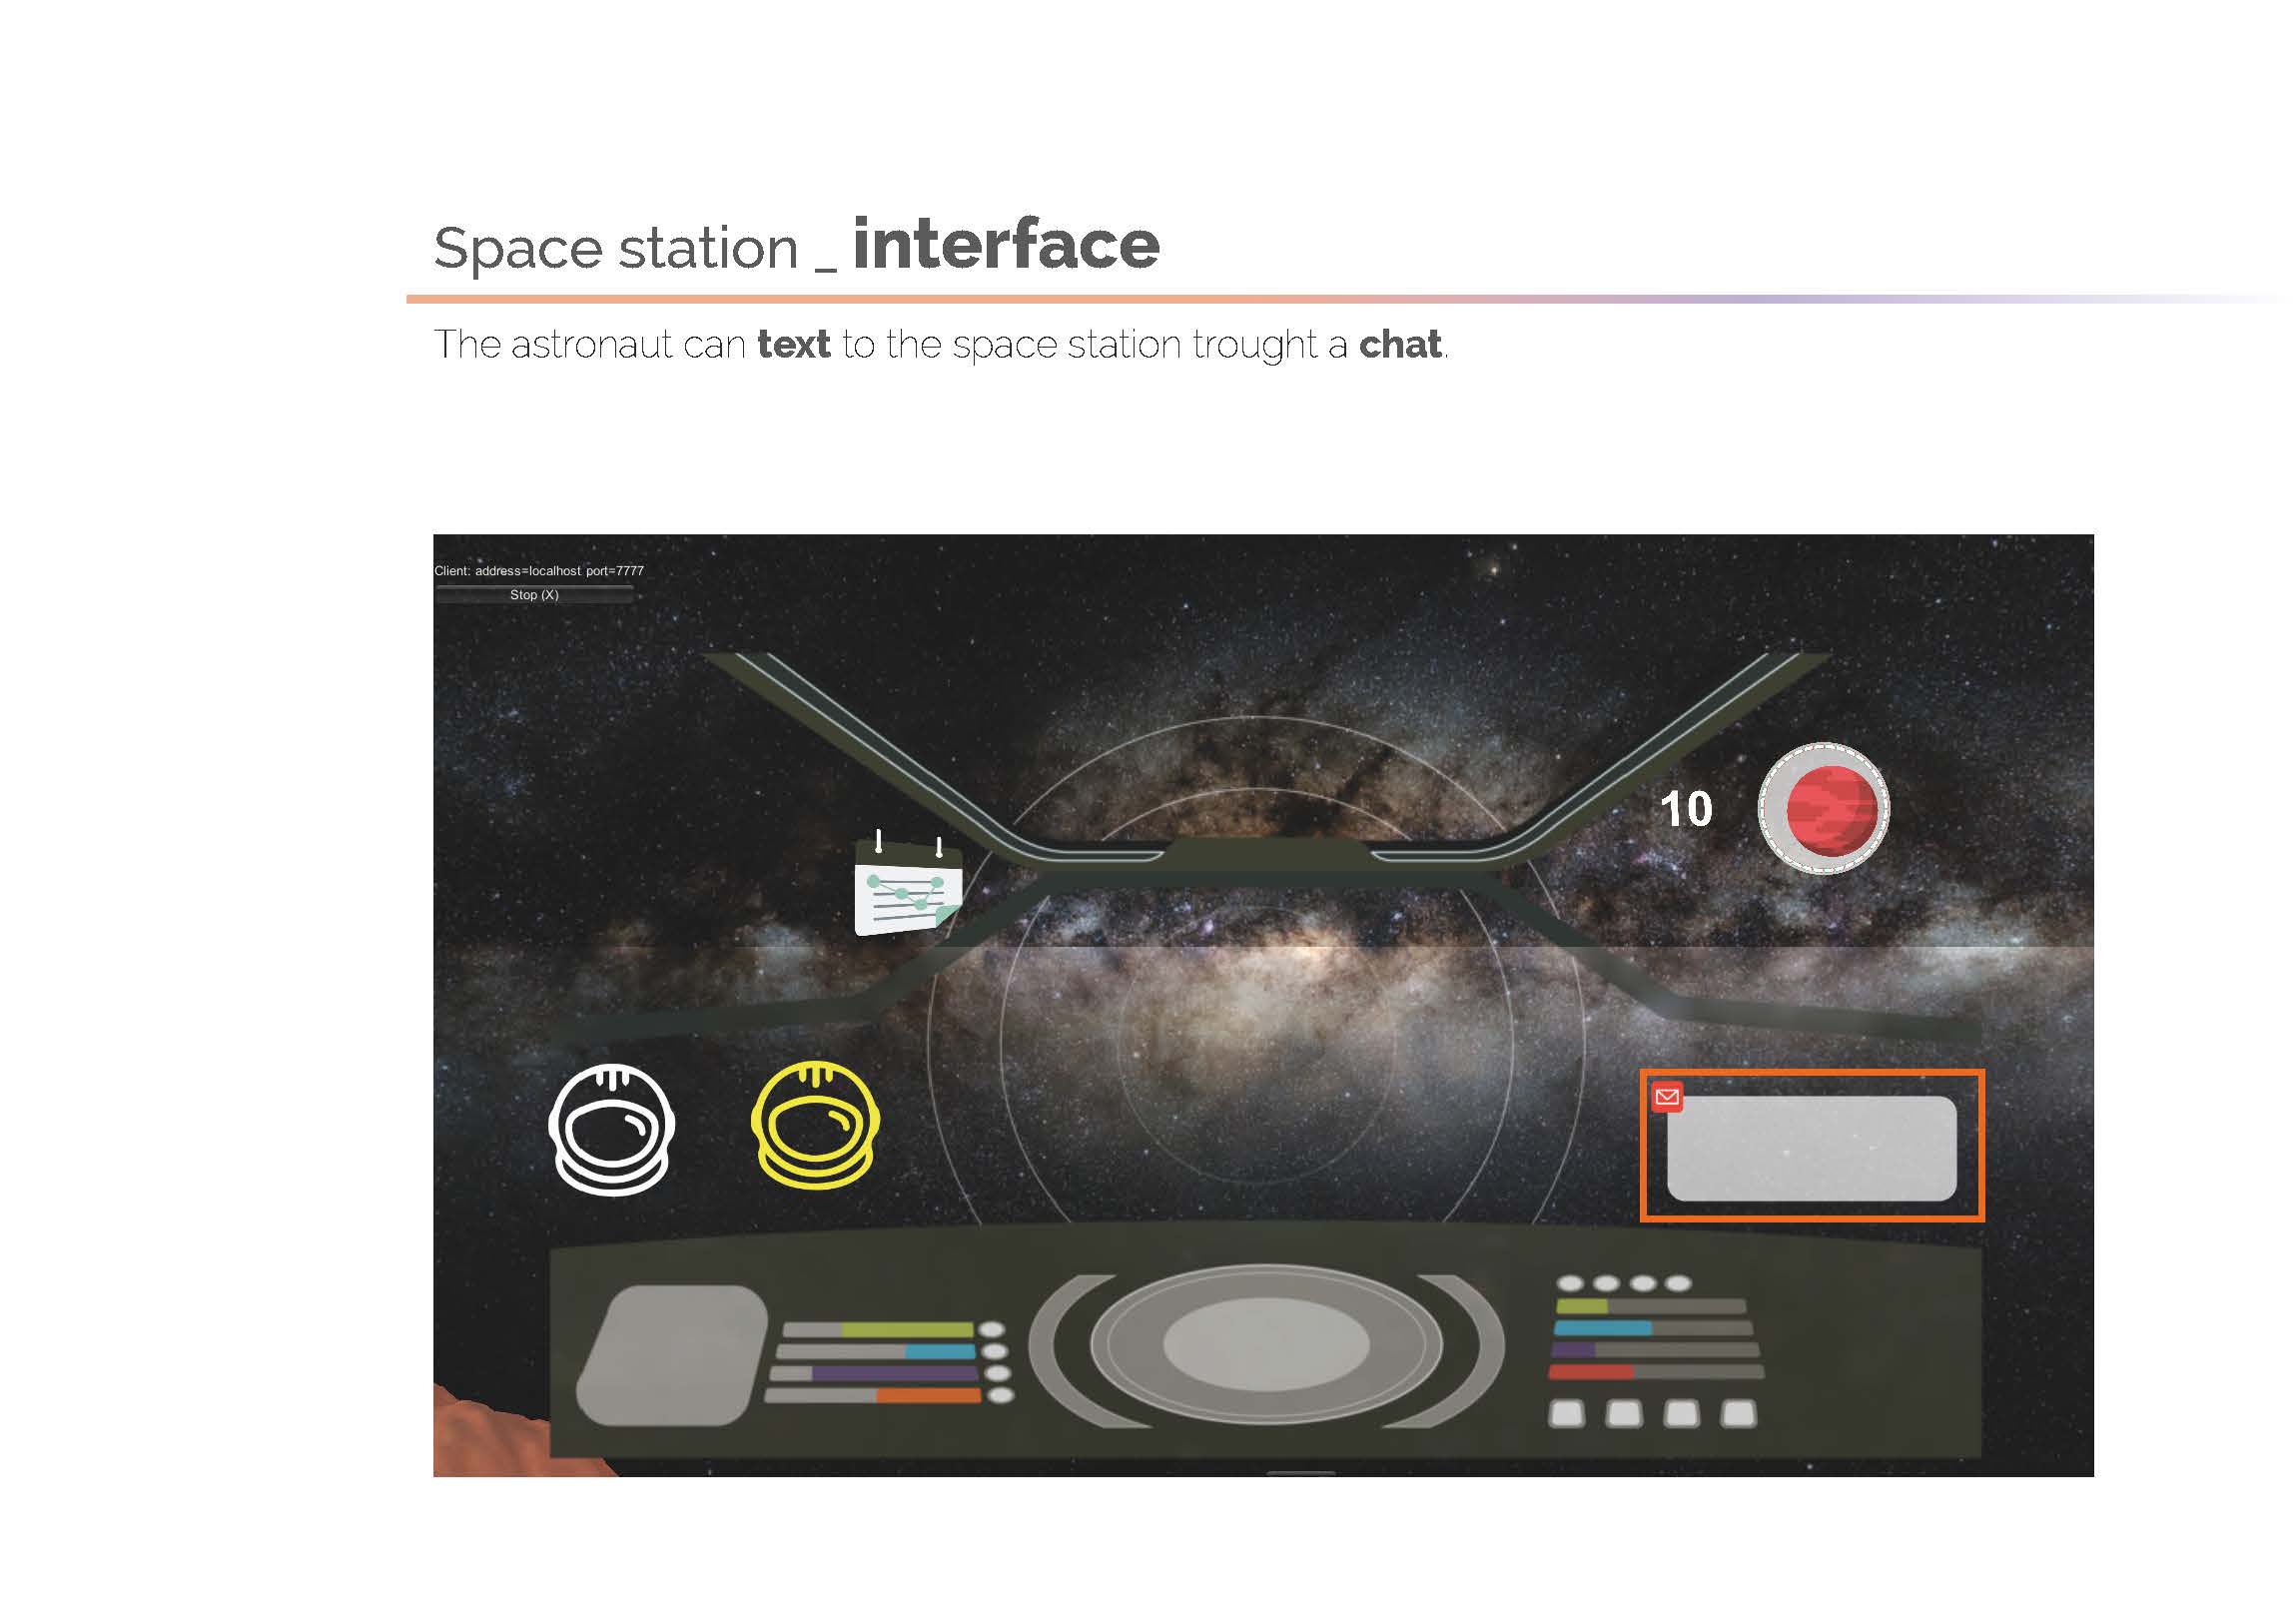 Space station _ interface
The astronaut can text to the space station trought a chat.
Client: address=localhost port=7777
Stop (X)
10